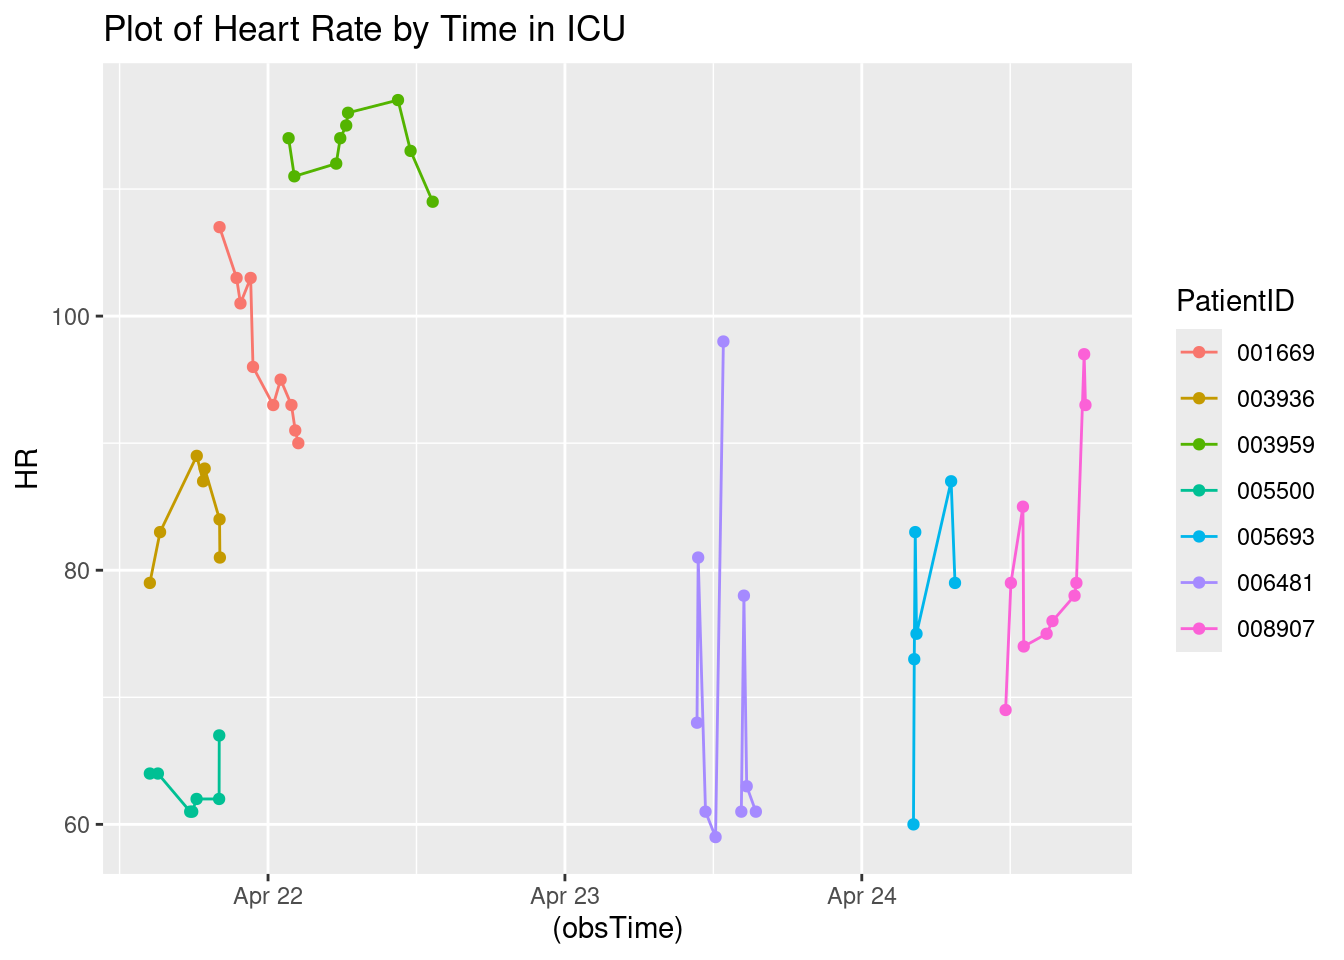 Plot of Heart Rate by Time in ICU
HR
100
80
60
Apr 22
Apr 23
Apr 24
(obsTime)
PatientID
001669
003936
003959
005500
005693
006481
008907